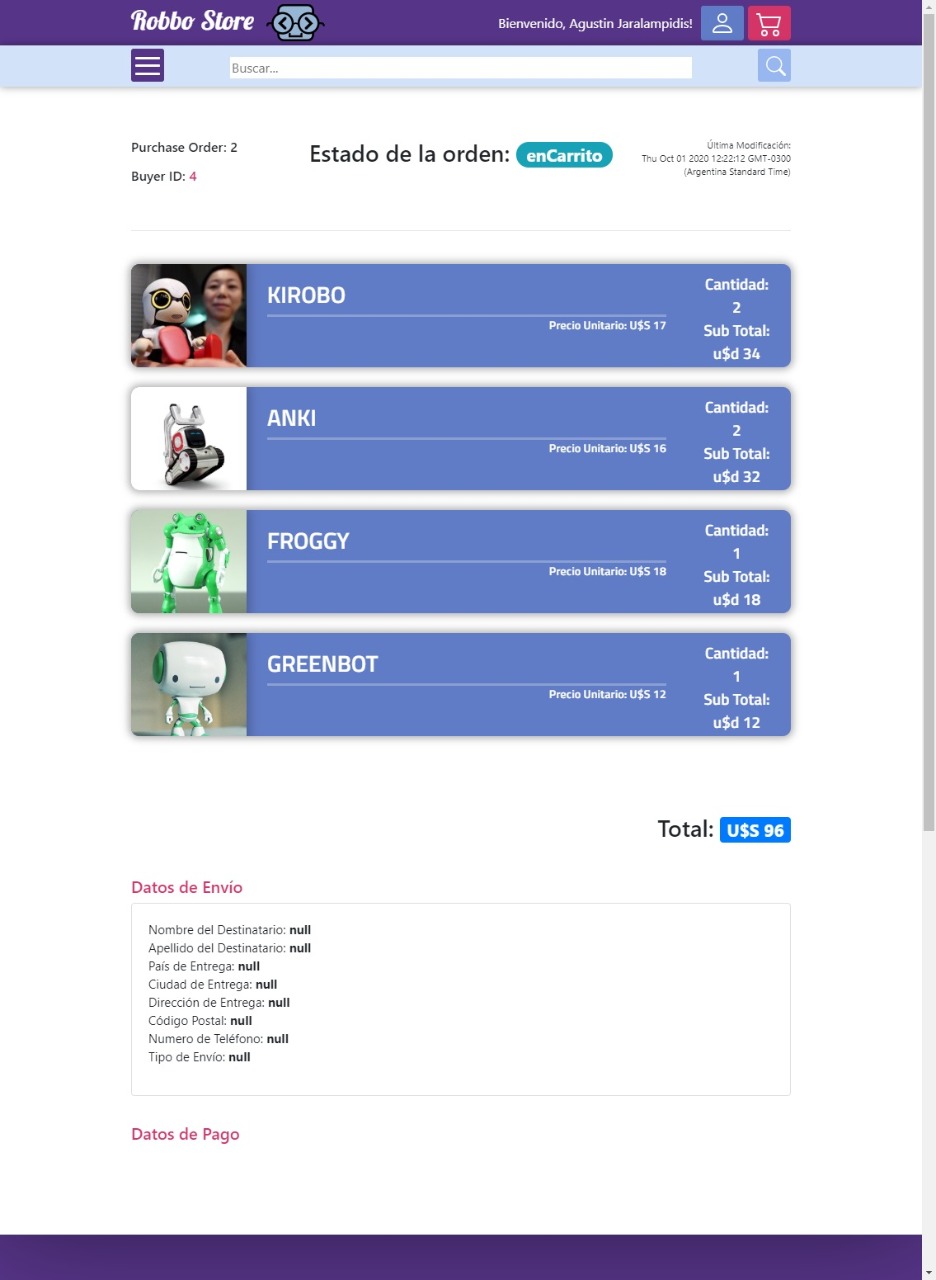 Robbo Store
Bienvenido, Agustin Jaralampidis!
Buscar...
Purchase Order: 2
Buyer ID: 4
Estado de la orden: enCarrito
Última Modificación:
Thu Oct 01 2020 12:22:12 GMT-0300
(Argentina Standard Time)
KIROBO
Precio Unitario: U$S 17
Cantidad:
2
Sub Total:
u$d 34
ANKI
Precio Unitario: U$S 16
Cantidad:
2
Sub Total:
u$d 32
FROGGY
Precio Unitario: U$S 18
Cantidad:
1
Sub Total:
u$d 18
GREENBOT
Precio Unitario: U$S 12
Cantidad:
1
Sub Total:
u$d 12
Total: U$S 96
Datos de Envío
Nombre del Destinatario: null
Apellido del Destinatario: null
País de Entrega: null
Ciudad de Entrega: null
Dirección de Entrega: null
Código Postal: null
Numero de Teléfono: null
Tipo de Envío: null
Datos de Pago